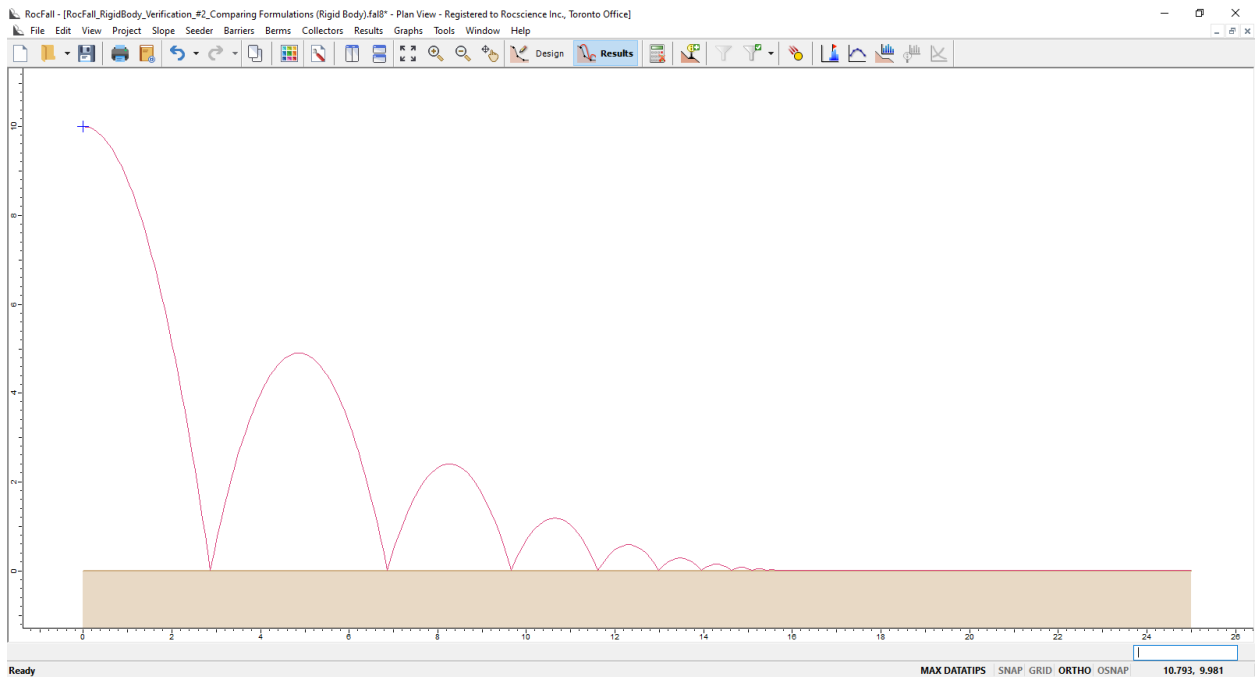 RocFall - [RocFall_RigidBody_Verification_#2_Comparing Formulations (Rigid Body).fal8* - Plan View - Registered to Rocscience Inc., Toronto Office]
File Edit View Project Slope Seeder Barriers Berms Collectors Results Graphs Tools Window Help
Design Results
10
8
6
4
2
0
0 2 4 6 8 10 12 14 16 18 20 22 24 26
Ready MAX DATATIPS SNAP GRID ORTHO OSNAP 10.793, 9.981